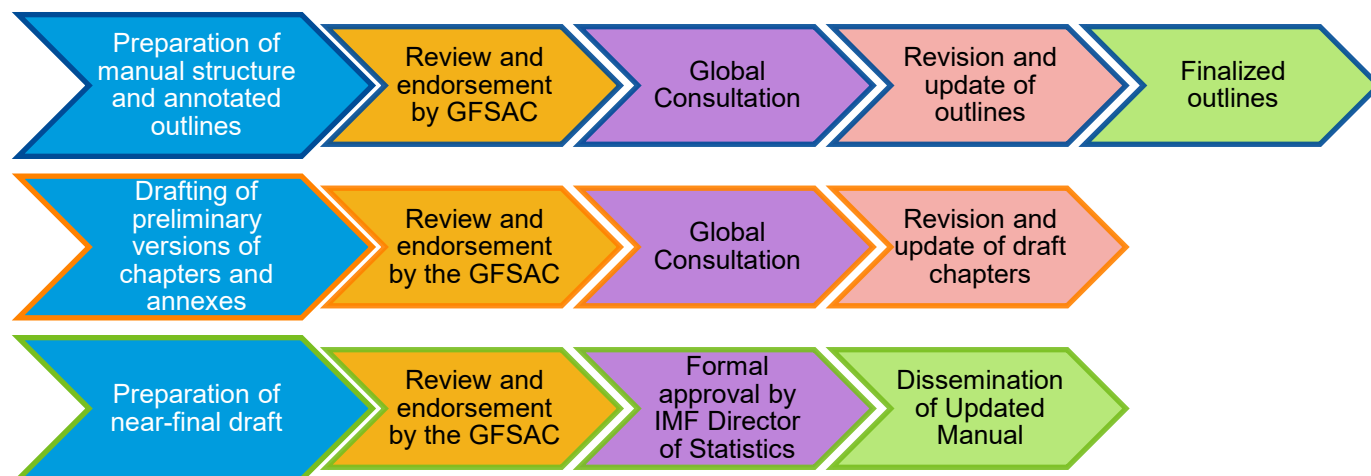 Preparation of
manual structure
and annotated
outlines
Review and
endorsement
by GFSAC
Global
Consultation
Revision and
update of
outlines
Finalized
outlines
Drafting of
preliminary
versions of
chapters and
annexes
Review and
endorsement
by the GFSAC
Global
Consultation
Revision and
update of draft
chapters
Preparation of
near-final draft
Review and
endorsement
by the GFSAC
Formal
approval by
IMF Director
of Statistics
Dissemination
of Updated
Manual